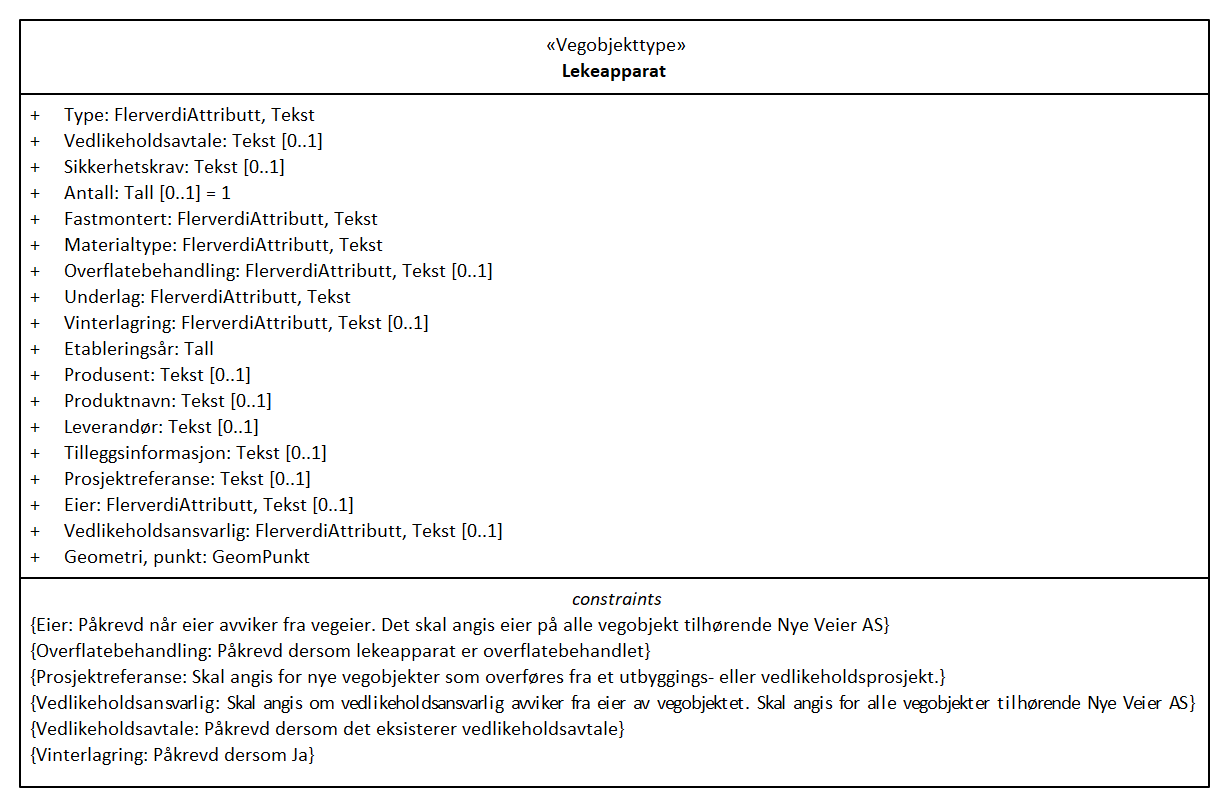 «Vegobjekttype»
Lekeapparat
+ Type: FlerverdiAttributt, Tekst
+ Vedlikeholdsavtale: Tekst [0..1]
+ Sikkerhetskrav: Tekst [0..1]
+ Antall: Tall [0..1] = 1
+ Fastmontert: FlerverdiAttributt, Tekst
+ Materialtype: FlerverdiAttributt, Tekst
+ Overflatebehandling: FlerverdiAttributt, Tekst [0..1]
+ Underlag: FlerverdiAttributt, Tekst
+ Vinterlagring: FlerverdiAttributt, Tekst [0..1]
+ Etableringsår: Tall
+ Produsent: Tekst [0..1]
+ Produktnavn: Tekst [0..1]
+ Leverandør: Tekst [0..1]
+ Tilleggsinformasjon: Tekst [0..1]
+ Prosjektreferanse: Tekst [0..1]
+ Eier: FlerverdiAttributt, Tekst [0..1]
+ Vedlikeholdsansvarlig: FlerverdiAttributt, Tekst [0..1]
+ Geometri, punkt: GeomPunkt
constraints
{Eier: Påkrevd når eier avviker fra vegeier. Det skal angis eier på alle vegobjekt tilhørende Nye Veier AS}
{Overflatebehandling: Påkrevd dersom lekeapparat er overflatebehandlet}
{Prosjektreferanse: Skal angis for nye vegobjekter som overføres fra et utbyggings- eller vedlikeholdsprosjekt.}
{Vedlikeholdsansvarlig: Skal angis om vedlikeholdsansvarlig avviker fra eier av vegobjektet. Skal angis for alle vegobjekter tilhørende Nye Veier AS}
{Vedlikeholdsavtale: Påkrevd dersom det eksisterer vedlikeholdsavtale}
{Vinterlagring: Påkrevd dersom Ja}